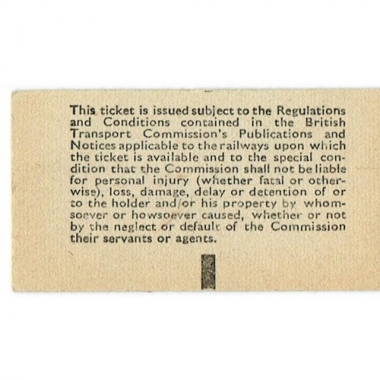 This ticket is issued subject to the Regulations
and Conditions contained in the British
Transport Commission's Publications and
Notices applicable to the railways upon which
the ticket is available and to the special con-
dition that the Commission shall not be liable
for personal injury (whether fatal or other-
wise), loss, damage, delay or detention of or
to the holder and/or his property by whom-
soever or howsoever caused, whether or not
by the neglect or default of the Commission
their servants or agents.